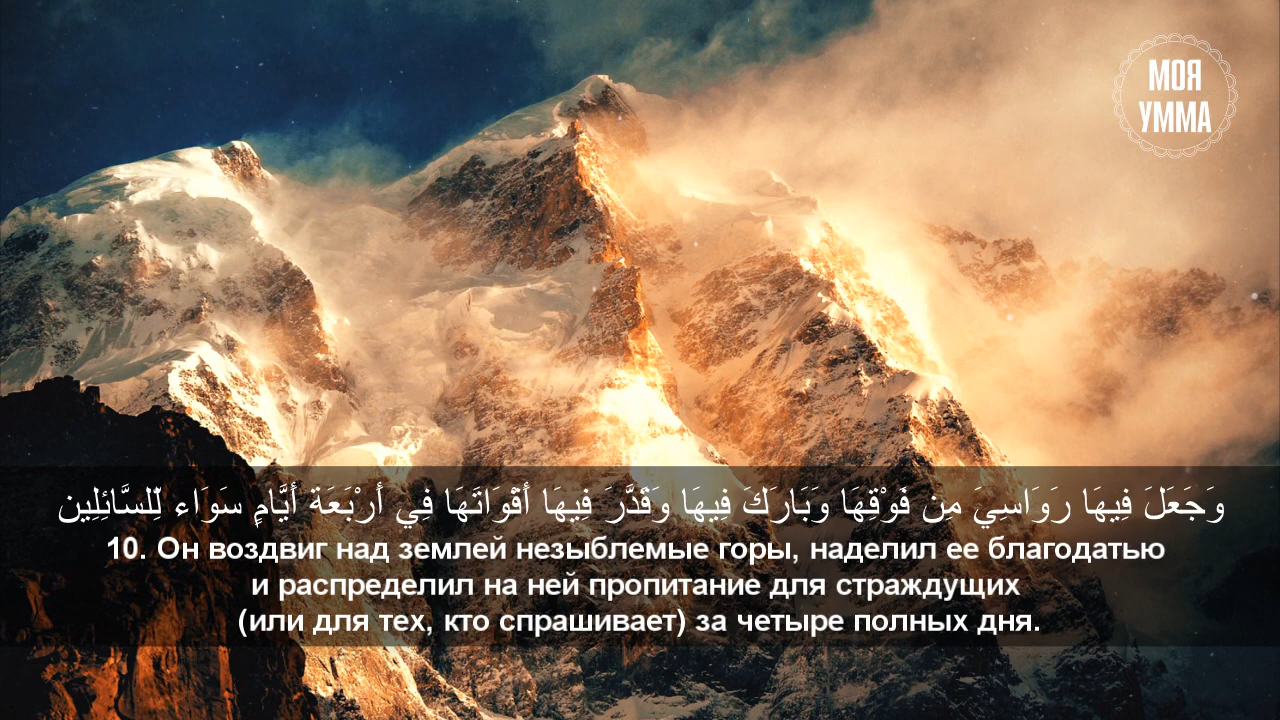 МОЯ
УММА
وَجَعَلَ فِيهَا رَوَاسِيَ مِن فَوْقِهَا وَبَارَكَ فِيهَا وَقَدَّرَ فِيهَا أَقْوَاتَهَا فِي أَرْبَعَة أَيَّامٍ سَوَاء لِّلسَّائِلِين
10. Он воздвиг над землей незыблемые горы, наделил ее благодатью
и распределил на ней пропитание для страждущих
(или для тех, кто спрашивает) за четыре полных дня.